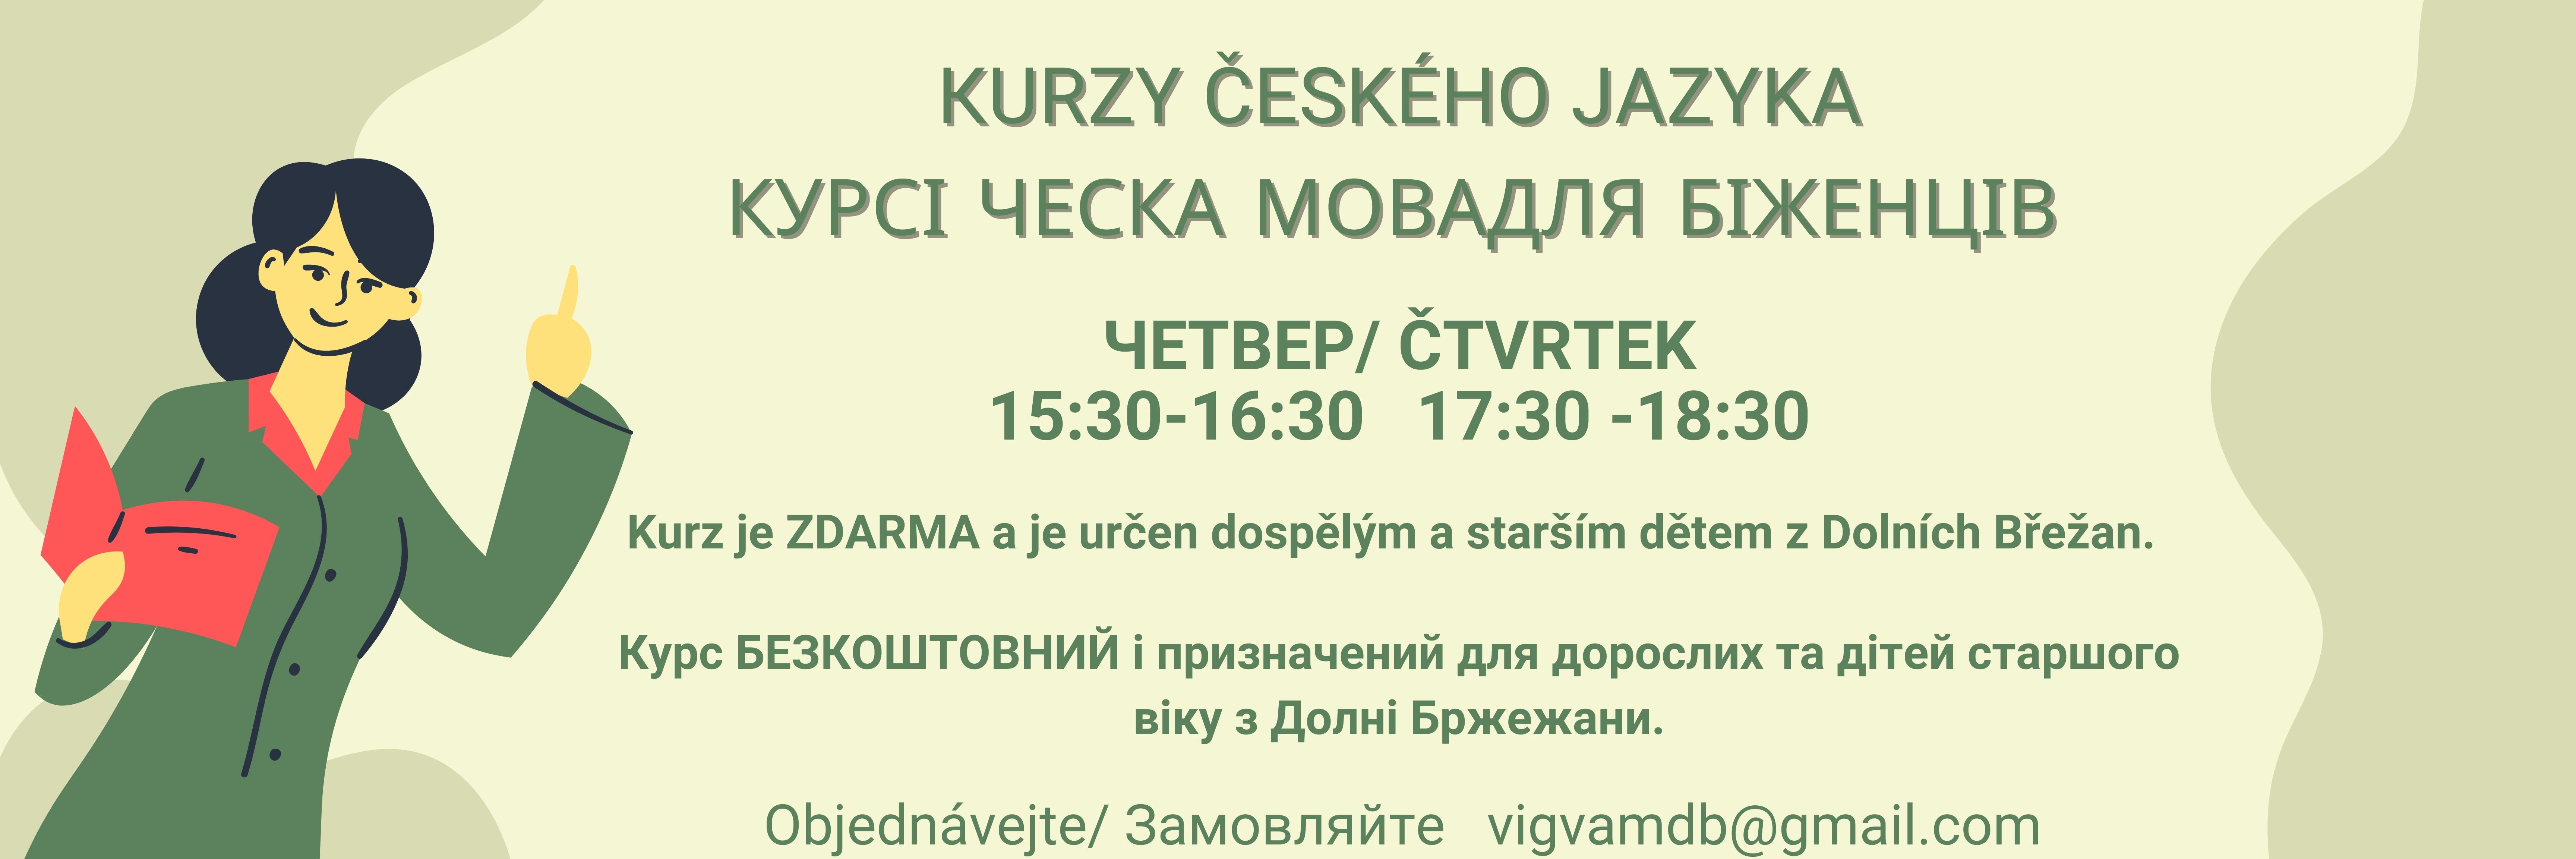 KURZY ČESKÉHO JAZYKA
КУРСІ ЧЕСКА МОВАДЛЯ БІЖЕНЦІВ
ЧЕТВЕР/ ČTVRTEK
15:30-16:30 17:30 -18:30
Kurz je ZDARMA a je určen dospělým a starším dětem z Dolních Břežan.
Курс БЕЗКОШТОВНИЙ і призначений для дорослих та дітей старшого
віку з Долні Бржежани.
Objednávejte/ Замовляйте vigvamdb@gmail.com